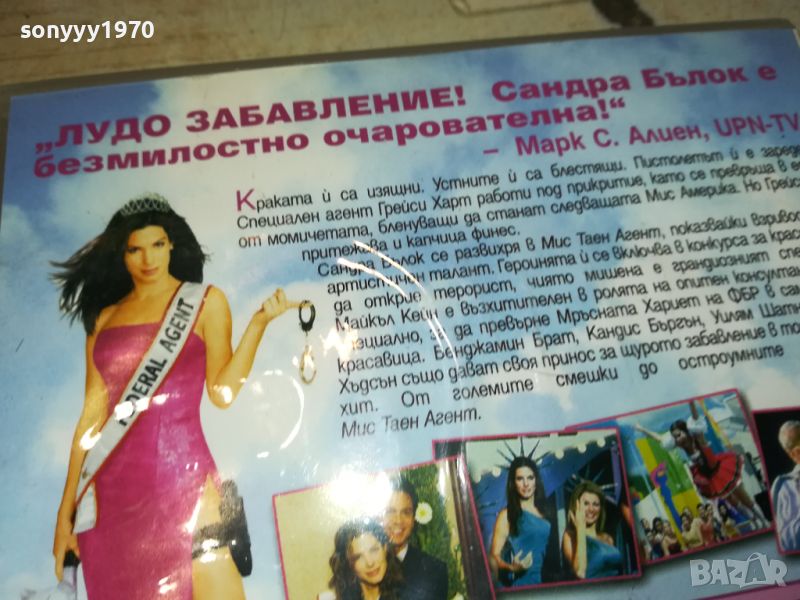 sonyyy1970
„ЛУДО ЗАБАВЛЕНИЕ! Сандра Бълок е
безмилостно очарователна!“
– Марк С. Алиен, UPN-TV
Краката ѝ са изящни. Устните ѝ са блестящи. Пистолетът ѝ е
Специален агент Грейси Харт работи под прикритие, като се превръща в
от момичетата, бленуващи да станат следващата Мис Америка. Но
притежава и капчица финес.
Сандра Бълок се развихря в Мис Таен Агент, показвайки
артистичен талант. Героинята ѝ се включва в конкурса за
да открие терорист, чиято мишена е грандиозният
Майкъл Кейн е възхитителен в ролята на опитен
специално, за да превърне Мръсната Хариет на ФБР в
красавица. Бенджамин Брат, Кандис Бъргън, Уилям
Хъдсън също дават своя принос за щурото забавление в
хит. От големите смешки до остроумните
Мис Таен Агент.
FEDERAL AGENT
BAZAR